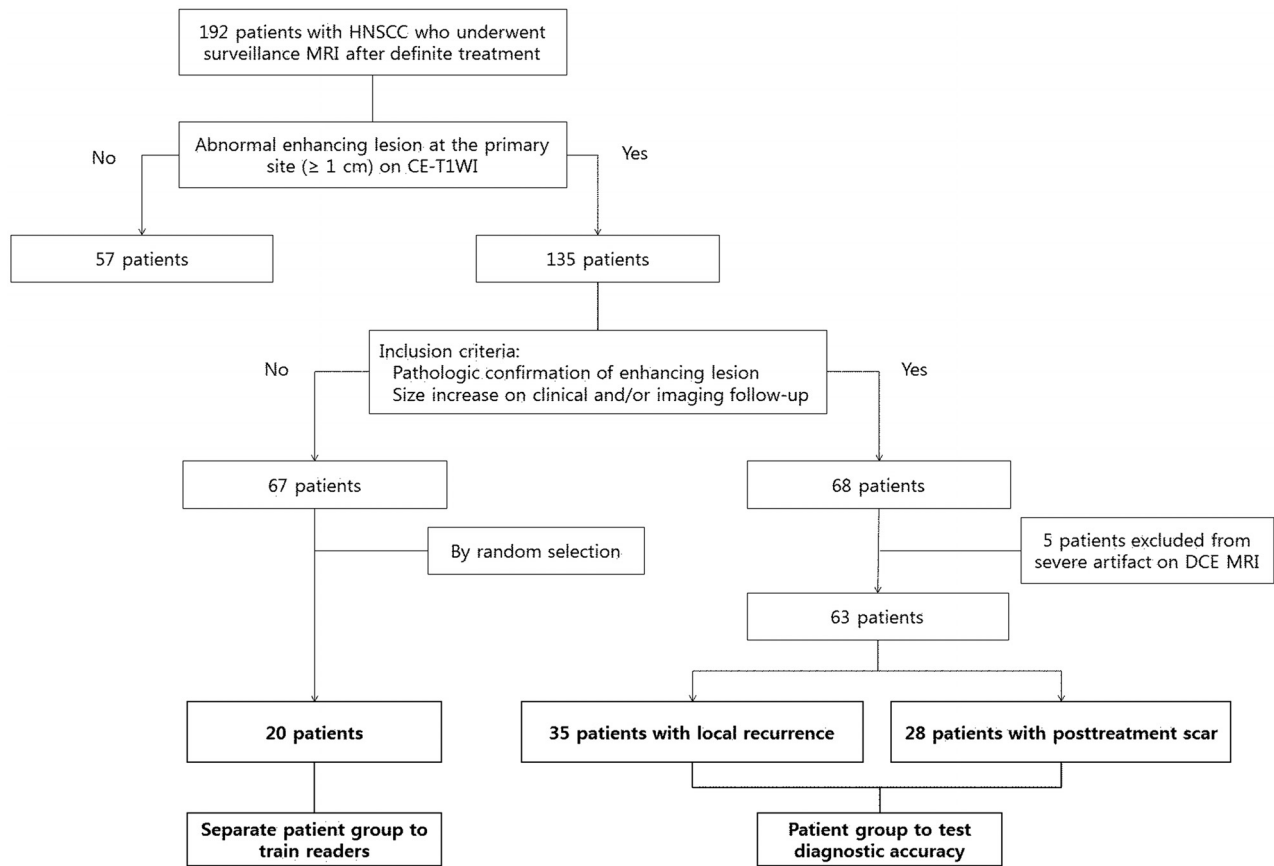 192 patients with HNSCC who underwent
surveillance MRI after definite treatment
Abnormal enhancing lesion at the primary
site (≥ 1 cm) on CE-T1WI
No
Yes
57 patients
135 patients
Inclusion criteria:
Pathologic confirmation of enhancing lesion
Size increase on clinical and/or imaging follow-up
No
Yes
67 patients
68 patients
By random selection
5 patients excluded from
severe artifact on DCE MRI
63 patients
20 patients
35 patients with local recurrence
28 patients with posttreatment scar
Separate patient group to
train readers
Patient group to test
diagnostic accuracy